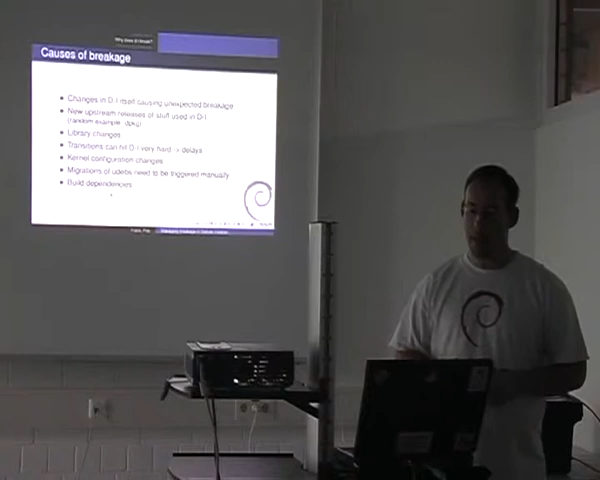 Why does D-I break?
Causes of breakage
Changes in D-I itself causing unexpected breakage
New upstream releases of stuff used in D-I
(random example: dpkg)
Library changes
Transitions can hit D-I very hard -> delays
Kernel configuration changes
Migrations of udebs need to be triggered manually
Build dependencies